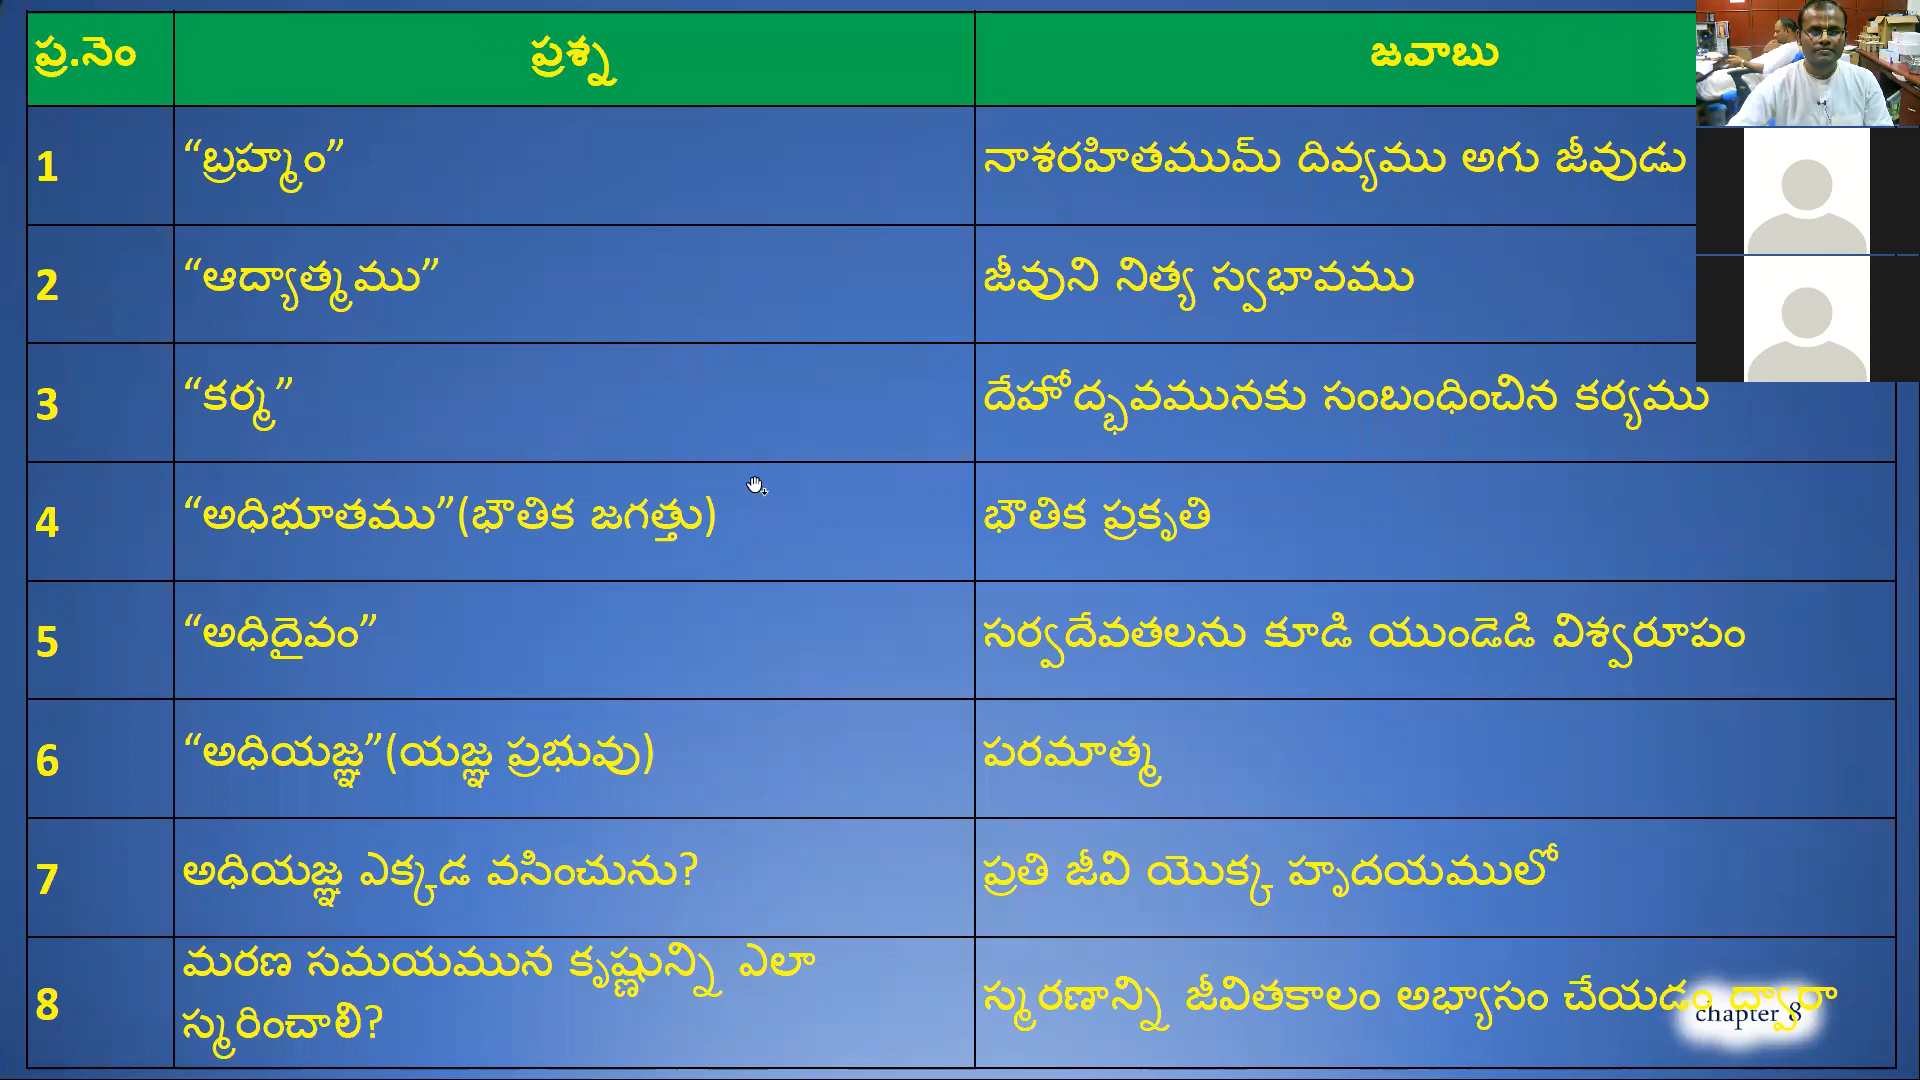 ప్ర.నెం ప్రశ్న జవాబు
1 “బ్రహ్మం” నాశరహితముమ్ దివ్యము అగు జీవుడు
2 “ఆద్యాత్మము” జీవుని నిత్య స్వభావము
3 “కర్మ” దేహోద్భవమునకు సంబంధించిన కర్యము
4 “అధిభూతము”(భౌతిక జగత్తు) భౌతిక ప్రకృతి
5 “అధిదైవం” సర్వదేవతలను కూడి యుండెడి విశ్వరూపం
6 “అధియజ్ఞ”(యజ్ఞ ప్రభువు) పరమాత్మ
7 అధియజ్ఞ ఎక్కడ వసించును? ప్రతి జీవి యొక్క హృదయములో
8 మరణ సమయమున కృష్ణున్ని ఎలా
స్మరించాలి? స్మరణాన్ని జీవితకాలం అభ్యాసం చేయడం ద్వారా
chapter 8